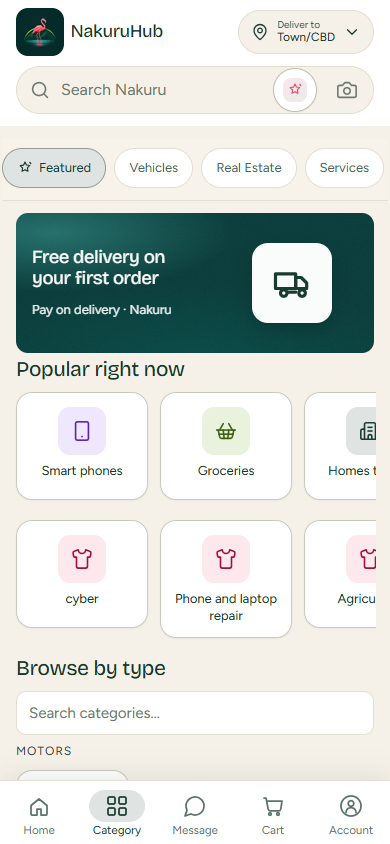 NakuruHub
Deliver to
Town/CBD
Search Nakuru
Featured
Vehicles
Real Estate
Services
Free delivery on
your first order
Pay on delivery · Nakuru
Popular right now
Smart phones
Groceries
Homes t
cyber
Phone and laptop
repair
Agricu
Browse by type
Search categories...
MOTORS
Home
Category
Message
Cart
Account